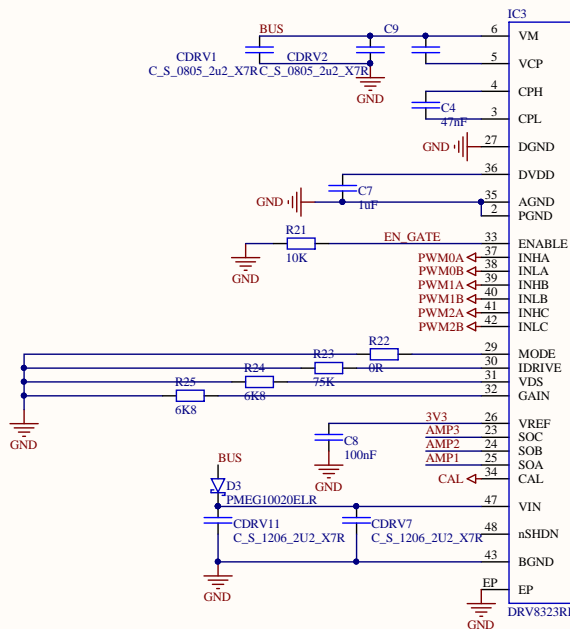 IC3
BUS
C9
6
VM
CDRV1
CDRV2
5
VCP
C_S_0805_2u2_X7R
C_S_0805_2u2_X7R
4
CPH
GND
C4
47nF
3
CPL
GND
27
DGND
36
DVDD
C7
1uF
GND
35
AGND
2
PGND
R21
EN_GATE
33
ENABLE
10K
GND
PWM0A
37
INHA
PWM0B
38
INLA
PWM1A
39
INHB
PWM1B
40
INLB
PWM2A
41
INHC
PWM2B
42
INLC
R22
0R
29
MODE
R23
75K
30
IDRIVE
R24
6K8
31
VDS
R25
6K8
32
GAIN
GND
3V3
26
VREF
AMP3
23
SOC
AMP2
24
SOB
AMP1
25
SOA
C8
100nF
GND
CAL
34
CAL
BUS
D3
PMEG10020ELR
47
VIN
CDRV11
C_S_1206_2U2_X7R
CDRV7
C_S_1206_2U2_X7R
48
nSHDN
43
BGND
GND
EP
EP
GND